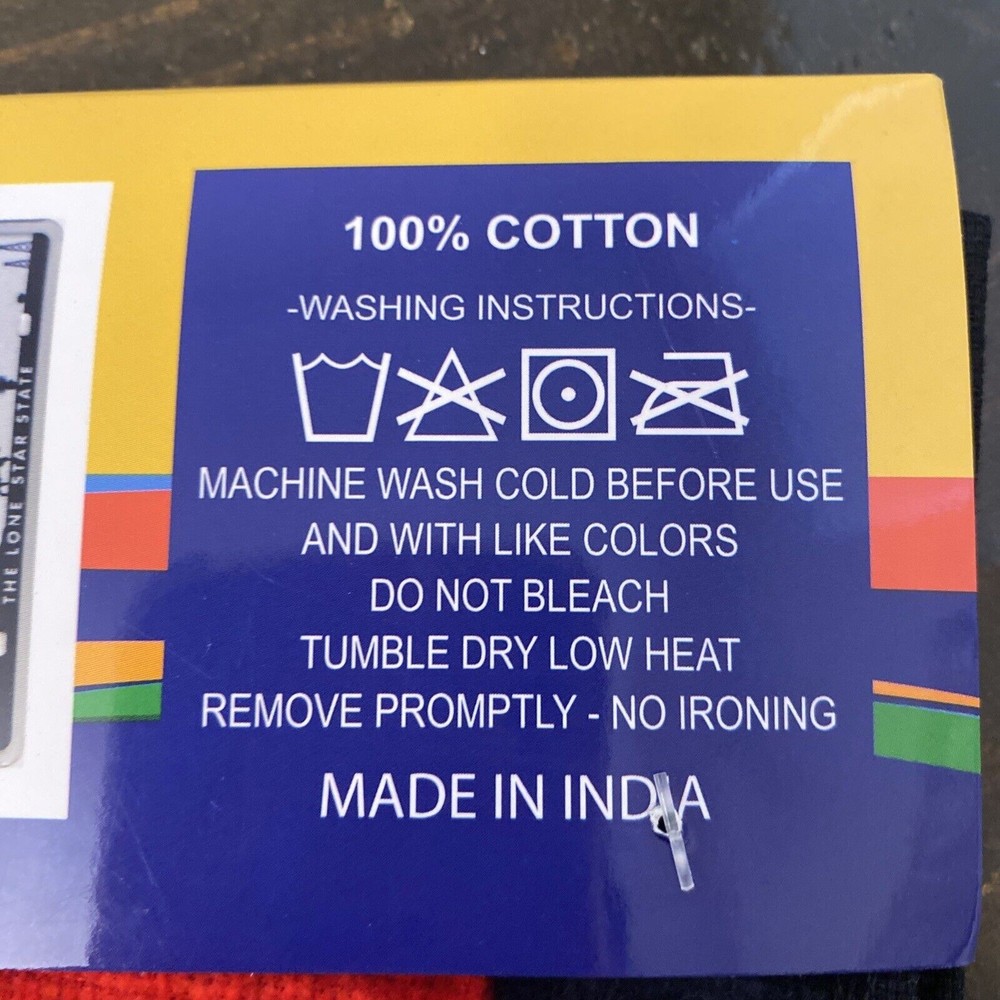 100% COTTON
-WASHING INSTRUCTIONS-
MACHINE WASH COLD BEFORE USE
AND WITH LIKE COLORS
DO NOT BLEACH
TUMBLE DRY LOW HEAT
REMOVE PROMPTLY - NO IRONING
MADE IN INDIA
THE LONE STAR STATE